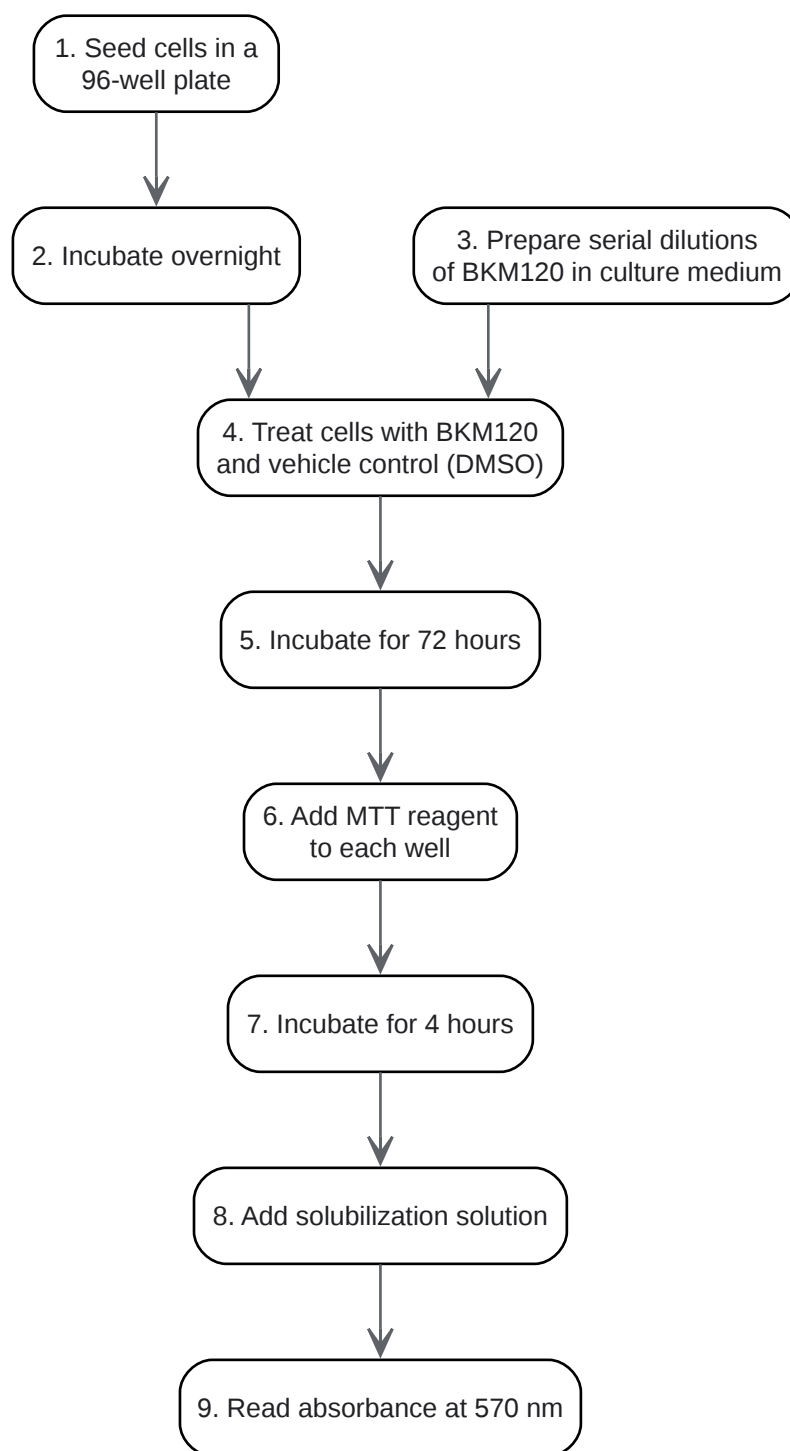 1. Seed cells in a
96-well plate
2. Incubate overnight
3. Prepare serial dilutions
of BKM120 in culture medium
4. Treat cells with BKM120
and vehicle control (DMSO)
5. Incubate for 72 hours
6. Add MTT reagent
to each well
7. Incubate for 4 hours
8. Add solubilization solution
9. Read absorbance at 570 nm